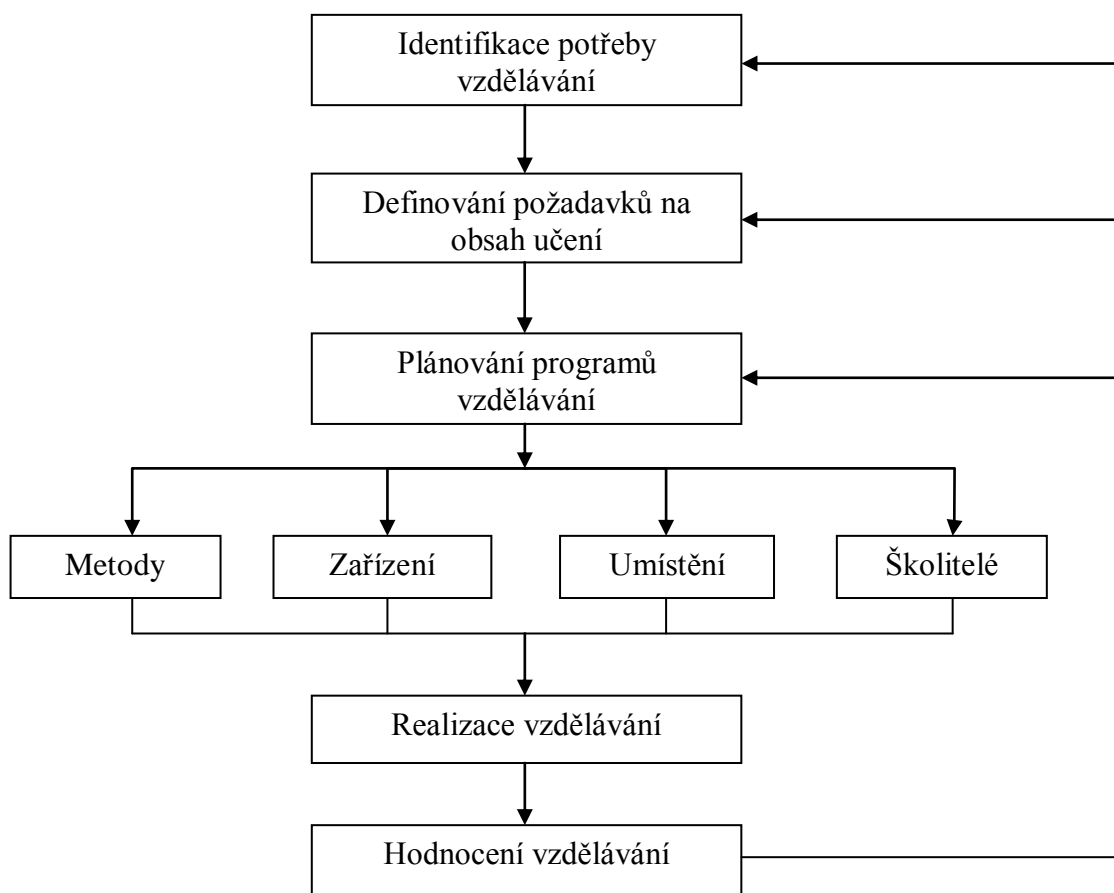 Identifikace potřeby
vzdělávání
Definování požadavků na
obsah učení
Plánování programů
vzdělávání
Metody
Zařízení
Umístění
Školitelé
Realizace vzdělávání
Hodnocení vzdělávání